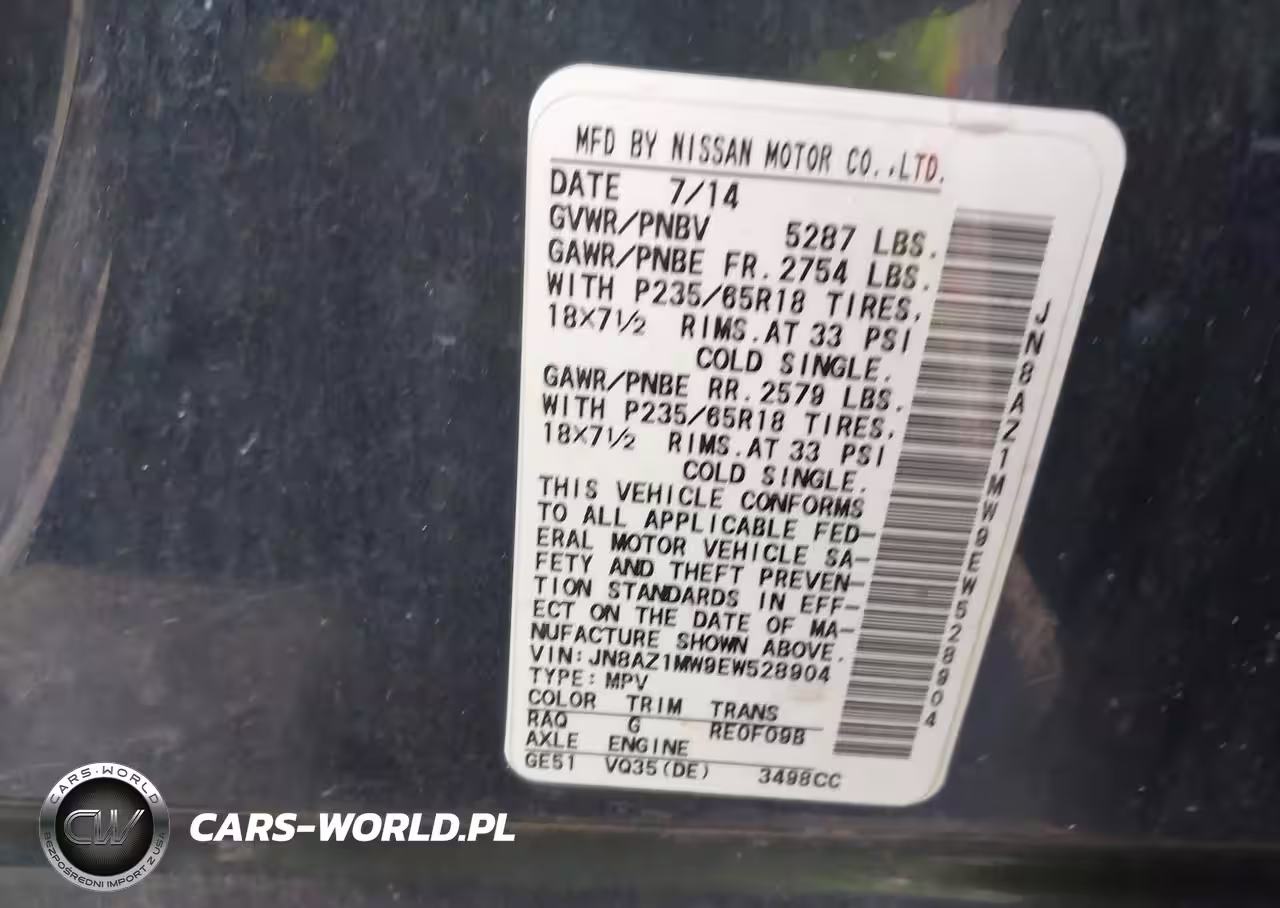 MFD BY NISSAN MOTOR CO.,LTD.
DATE 7/14
GVWR/PNBV 5287 LBS.
GAWR/PNBE FR. 2754 LBS.
WITH P235/65R18 TIRES,
18X7½ RIMS.AT 33 PSI
COLD SINGLE.
GAWR/PNBE RR. 2579 LBS.
WITH P235/65R18 TIRES,
18X7½ RIMS.AT 33 PSI
COLD SINGLE.
THIS VEHICLE CONFORMS
TO ALL APPLICABLE FED-
ERAL MOTOR VEHICLE SA-
FETY AND THEFT PREVEN-
TION STANDARDS IN EFF-
ECT ON THE DATE OF MA-
NUFACTURE SHOWN ABOVE.
VIN:JN8AZ1MW9EW528904
TYPE:MPV
COLOR TRIM TRANS
RAQ G RE0F09B
AXLE ENGINE
GE51 VQ35(DE) 3498CC
JN8AZ1MW9EW528904
CARS-WORLD
CW
BEZPOŚREDNI IMPORT Z USA
CARS-WORLD.PL